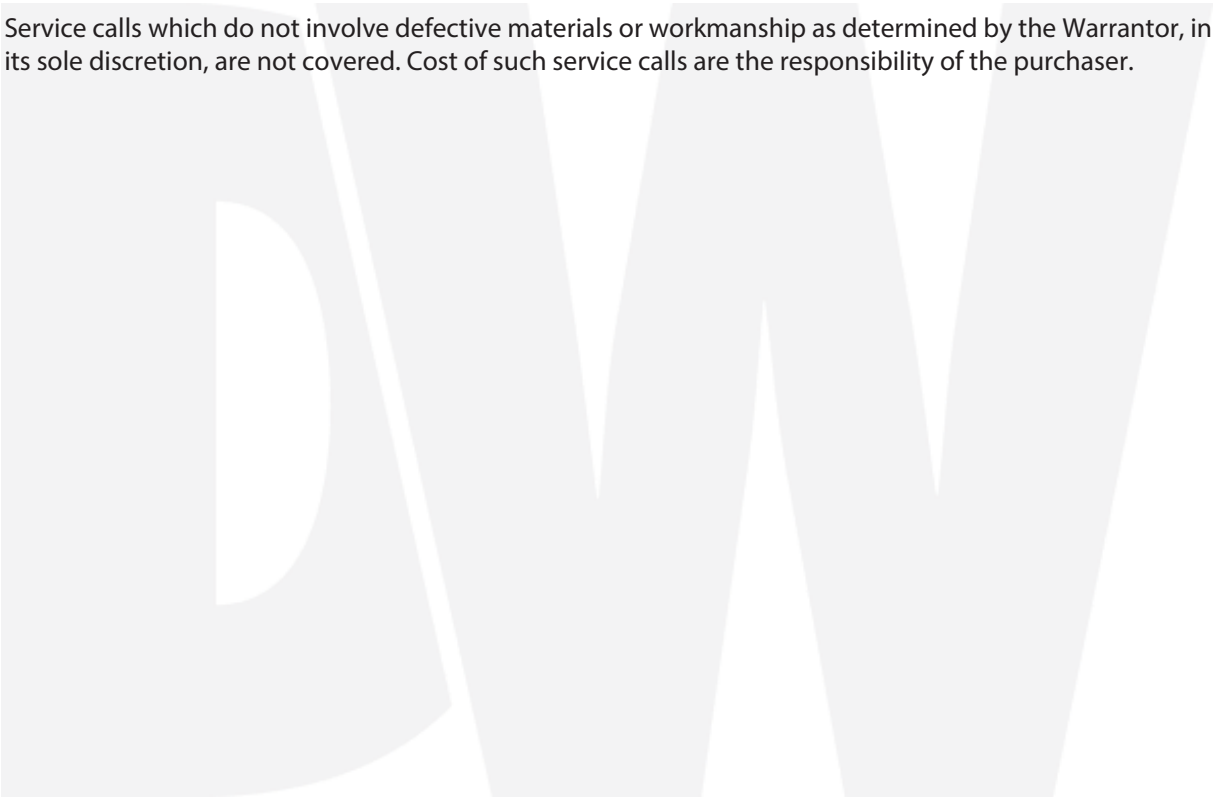 Service calls which do not involve defective materials or workmanship as determined by the Warrantor, in
its sole discretion, are not covered. Cost of such service calls are the responsibility of the purchaser.
DW